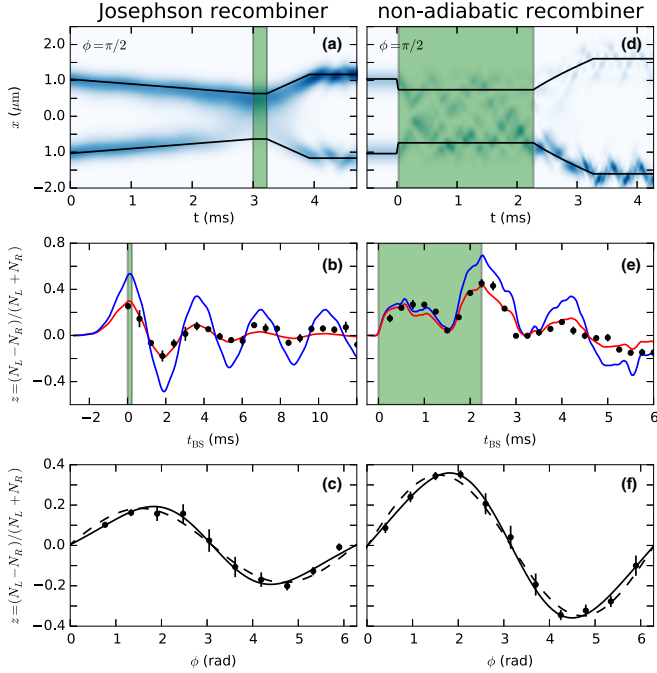 Josephson recombiner
non-adiabatic recombiner
ϕ=π/2
(a)
1.0
0.0
1.0
−2.0
x (μm)
0
1
2
3
4
t (ms)
ϕ=π/2
(d)
0
1
2
3
4
t (ms)
(b)
0.8
0.4
0.0
−0.4
z=(N_L−N_R)/(N_L+N_R)
−2
0
2
4
6
8
10
12
t_BS (ms)
(e)
0
1
2
3
4
5
6
t_BS (ms)
(c)
0.4
0.2
0.0
−0.2
−0.4
z=(N_L−N_R)/(N_L+N_R)
0
1
2
3
4
5
6
ϕ (rad)
(f)
0
1
2
3
4
5
6
ϕ (rad)